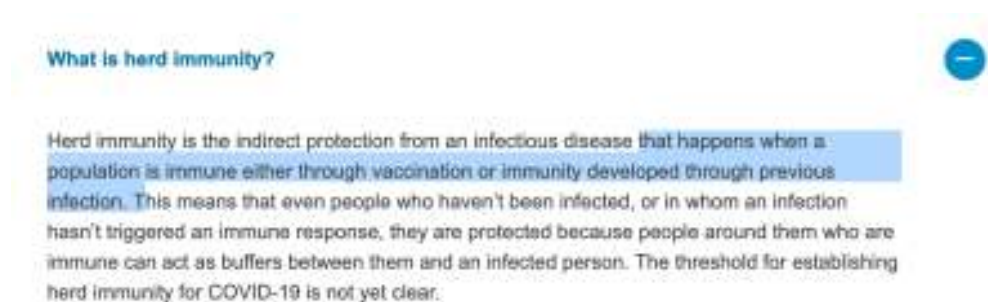 What is herd immunity?
Herd immunity is the indirect protection from an infectious disease that happens when a
population is immune either through vaccination or immunity developed through previous
infection. This means that even people who haven't been infected, or in whom an infection
hasn't triggered an immune response, they are protected because people around them who are
immune can act as buffers between them and an infected person. The threshold for establishing
herd immunity for COVID-19 is not yet clear.